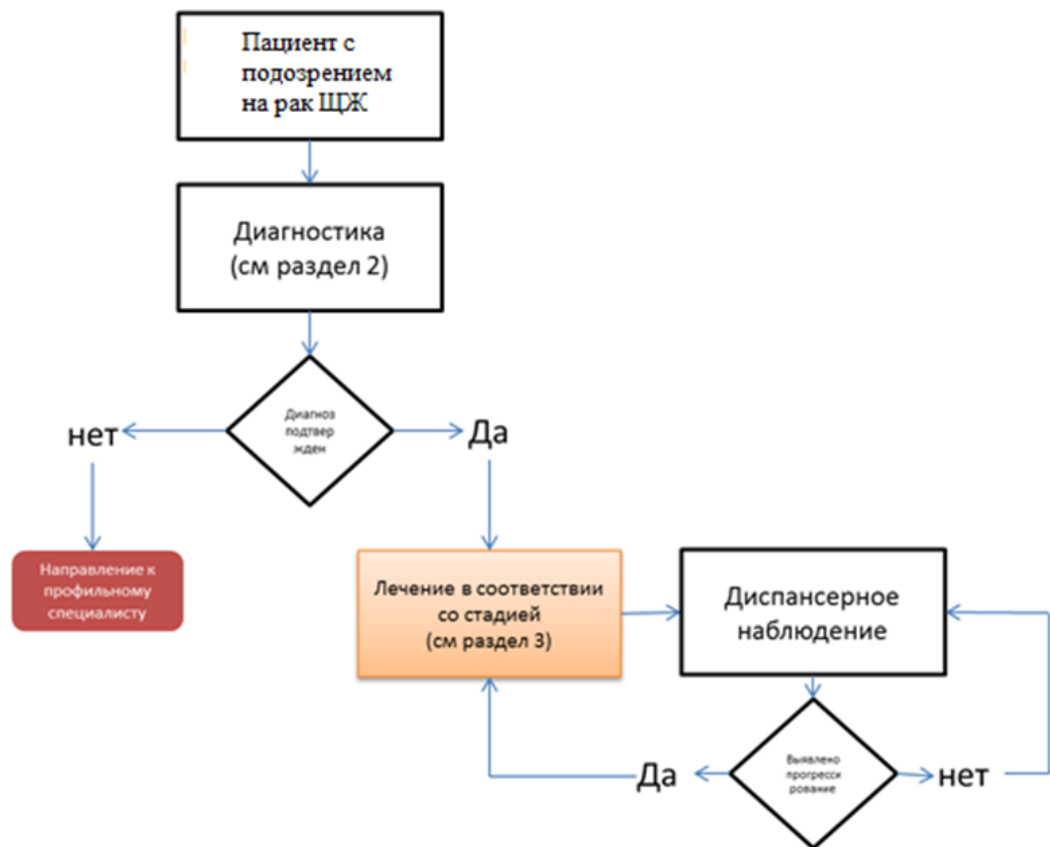 Пациент с
подозрением
на рак ЩЖ
Диагностика
(см раздел 2)
Диагноз
подтвер
жден
нет
Да
Направление к
профильному
специалисту
Лечение в соответствии
со стадией
(см раздел 3)
Диспансерное
наблюдение
Выявлено
прогресси
рование
Да
нет